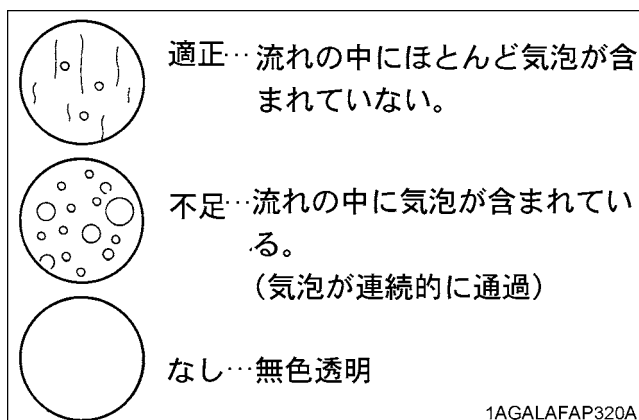 適正…流れの中にほとんど気泡が含
まれていない。
不足…流れの中に気泡が含まれてい
る。
(気泡が連続的に通過)
なし…無色透明
1AGALAFAP320A